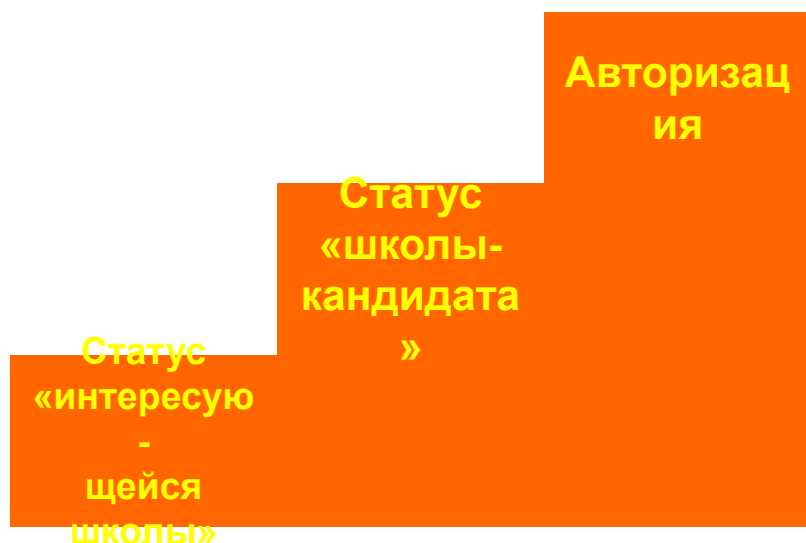 Авторизац
ия
Статус
«школы-
кандидата
»
Статус
«интересую
-
щейся
школы»